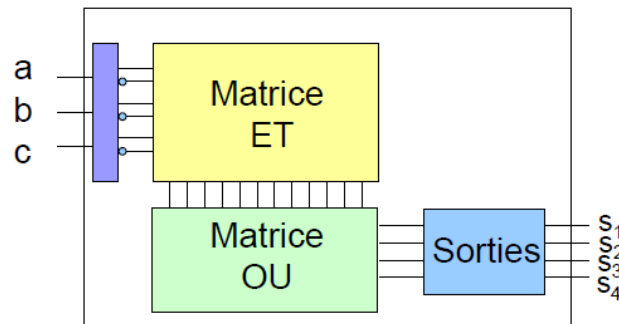 a
b
c
Matrice
ET
Matrice
OU
Sorties
s₁
s₂
s₃
s₄